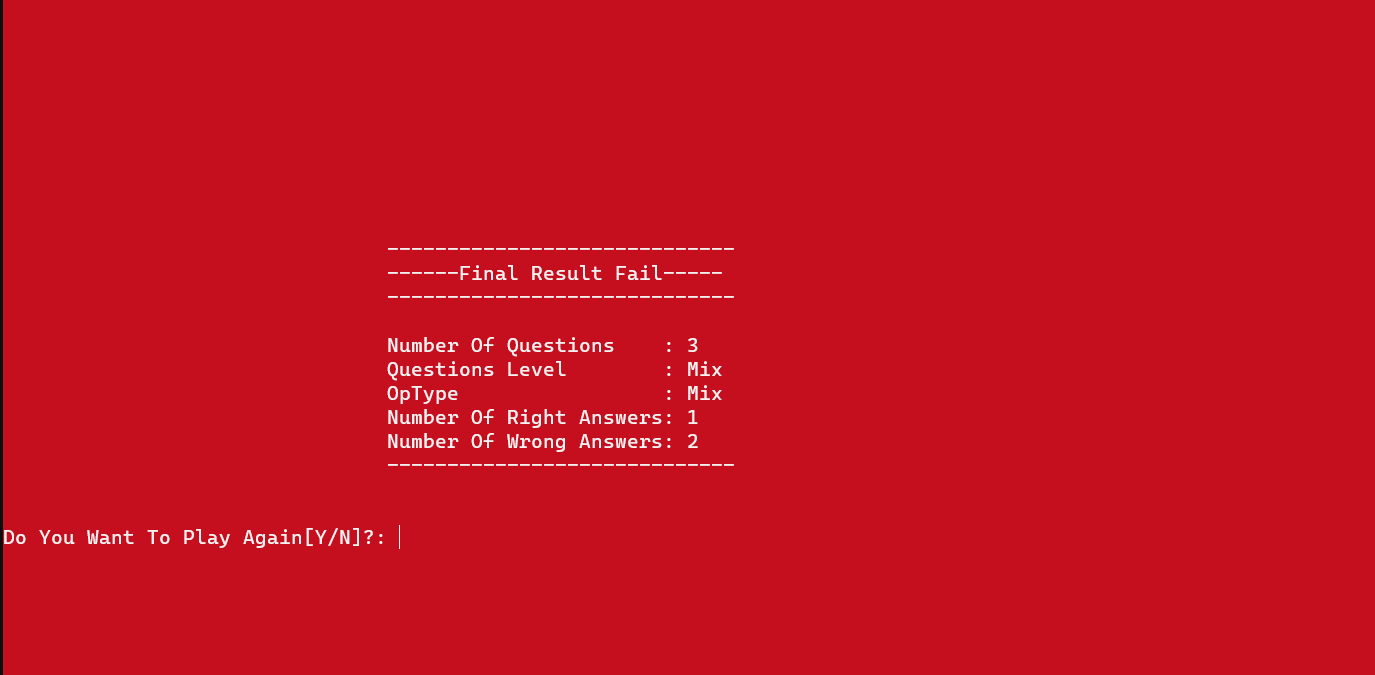 -----------------------------
------Final Result Fail-----
-----------------------------
Number Of Questions    : 3
Questions Level        : Mix
OpType                 : Mix
Number Of Right Answers: 1
Number Of Wrong Answers: 2
-----------------------------
Do You Want To Play Again[Y/N]?: